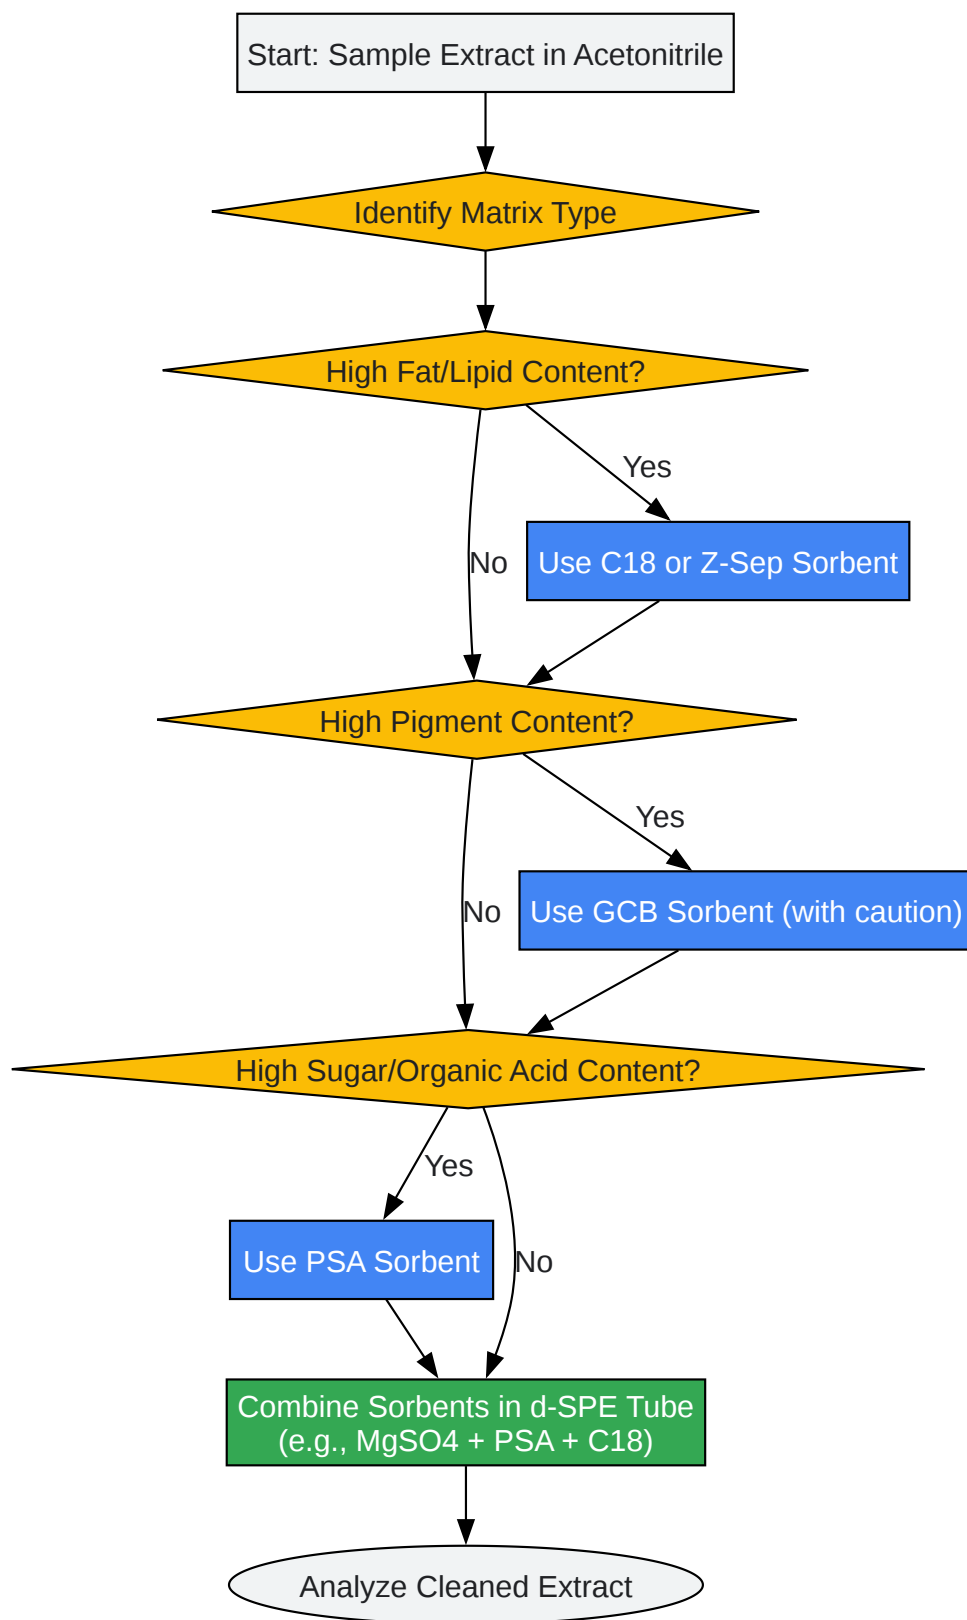 Start: Sample Extract in Acetonitrile
Identify Matrix Type
High Fat/Lipid Content?
Yes
No
Use C18 or Z-Sep Sorbent
High Pigment Content?
Yes
No
Use GCB Sorbent (with caution)
High Sugar/Organic Acid Content?
Yes
Use PSA Sorbent
No
Combine Sorbents in d-SPE Tube
(e.g., MgSO4 + PSA + C18)
Analyze Cleaned Extract